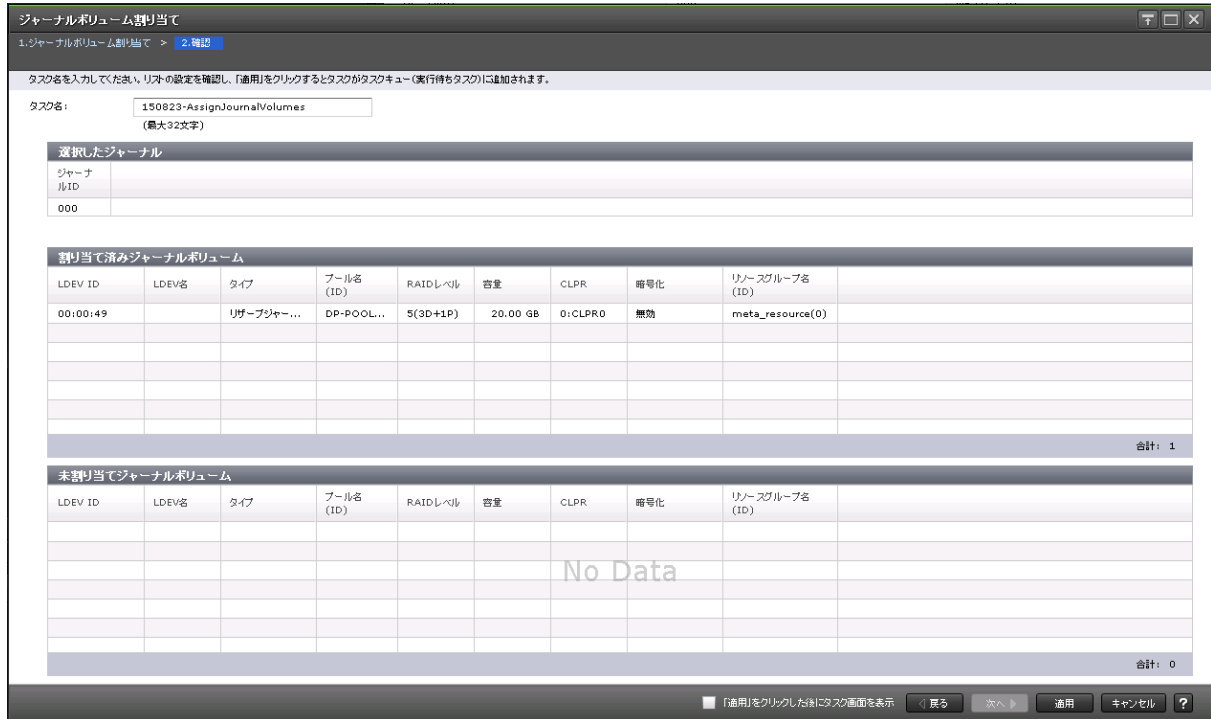 ジャーナルボリューム割り当て
1.ジャーナルボリューム割り当て > 2.確認
タスク名を入力してください。リストの設定を確認し、「適用」をクリックするとタスクがタスクキュー(実行待ちタスク)に追加されます。
タスク名: 150823-AssignJournalVolumes
(最大32文字)
選択したジャーナル
ジャーナ
ルID
000
割り当て済みジャーナルボリューム
LDEV ID LDEV名 タイプ プール名 (ID) RAIDレベル 容量 CLPR 暗号化 リソースグループ名 (ID)
00:00:49 リザーブジャー... DP-POOL... 5(3D+1P) 20.00 GB 0:CLPR0 無効 meta_resource(0)
合計: 1
未割り当てジャーナルボリューム
LDEV ID LDEV名 タイプ プール名 (ID) RAIDレベル 容量 CLPR 暗号化 リソースグループ名 (ID)
No Data
合計: 0
「適用」をクリックした後にタスク画面を表示 戻る 次へ 適用 キャンセル ?